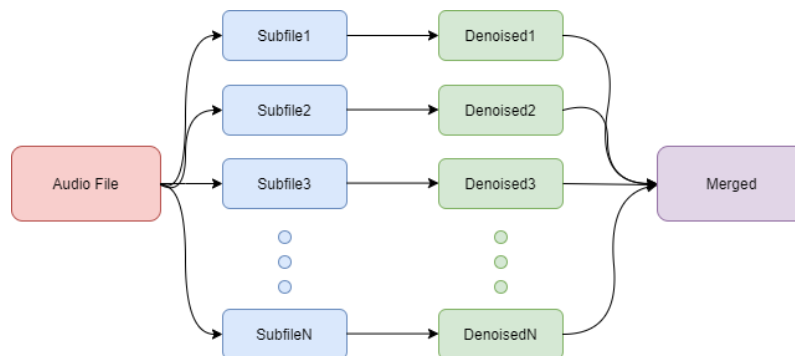 Subfile1
Denoised1
Subfile2
Denoised2
Audio File
Subfile3
Denoised3
Merged
SubfileN
DenoisedN